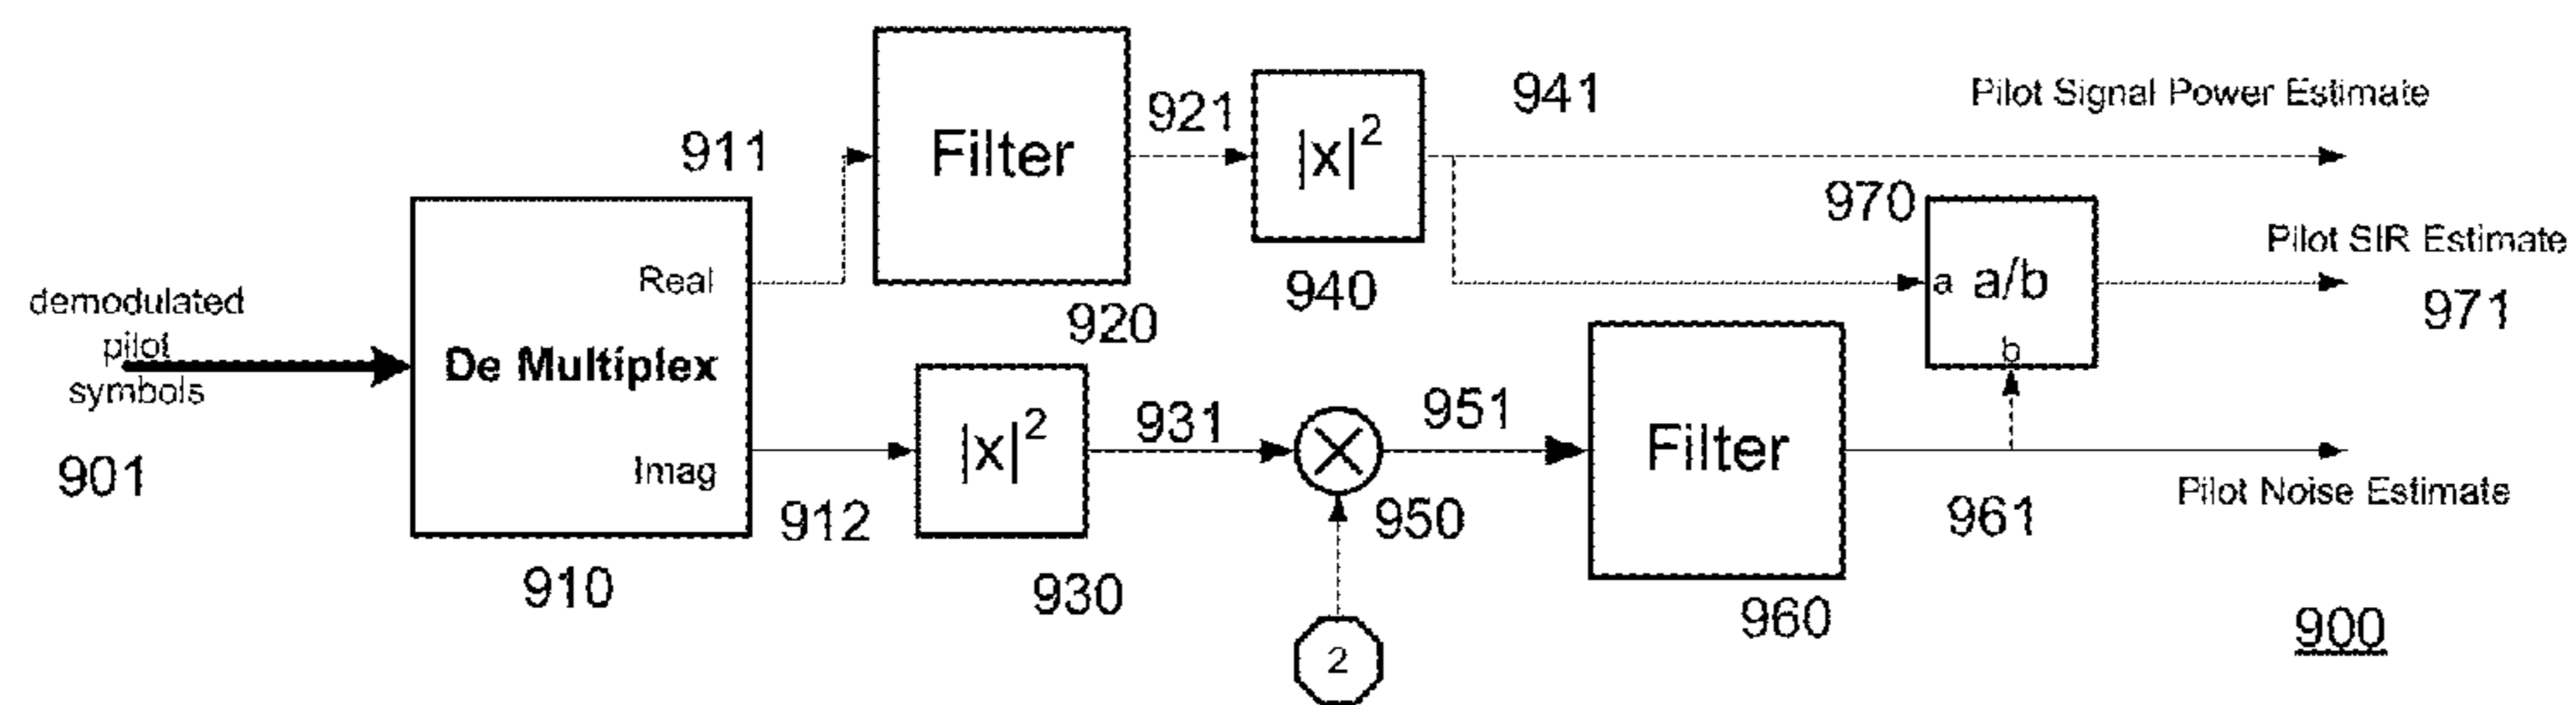 demodulated
pilot
symbols
901
De Multiplex
Real
Imag
910
911
912
Filter
920
921
|x|²
940
941
Pilot Signal Power Estimate
|x|²
930
931
950
2
951
Filter
960
961
Pilot Noise Estimate
970
a a/b
b
Pilot SIR Estimate
971
900